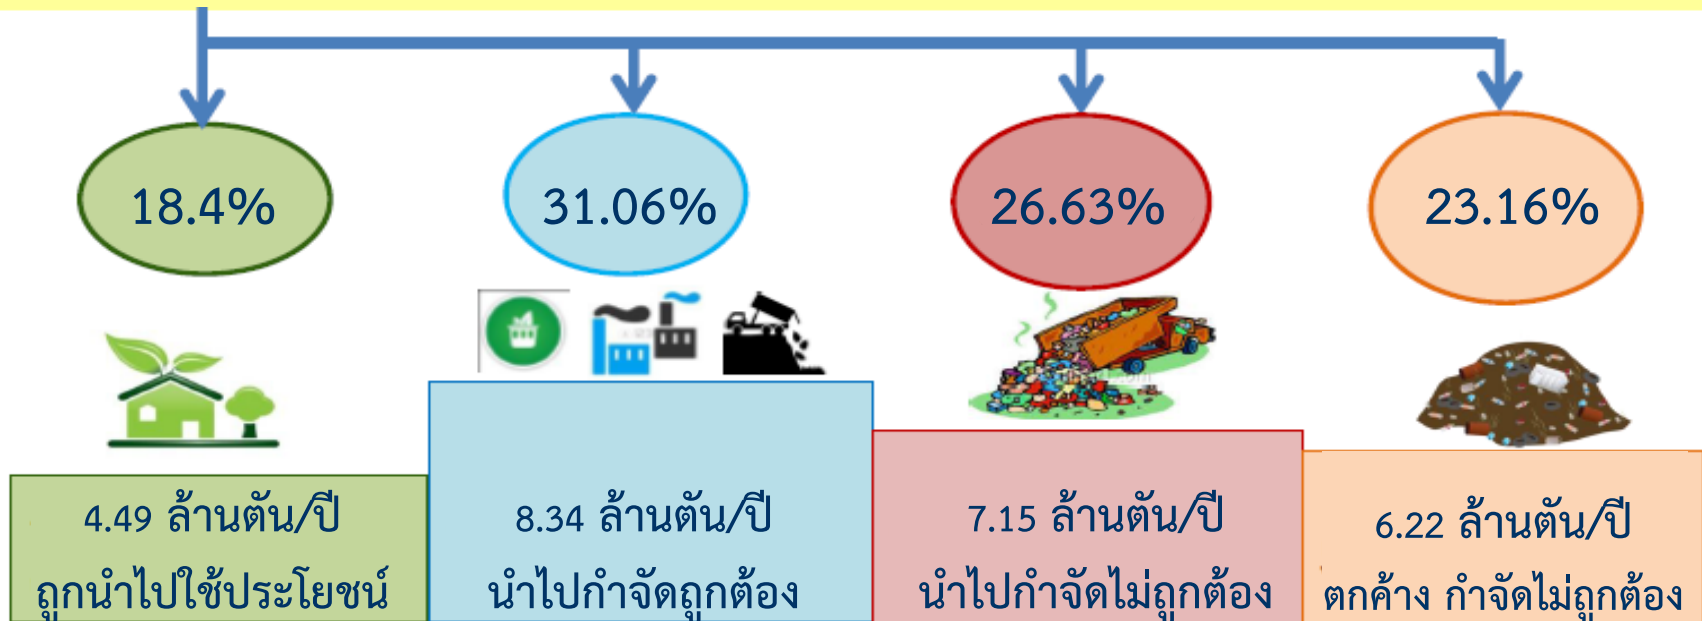 18.4%
31.06%
26.63%
23.16%
4.49 ล้านตัน/ปี
ถูกนำไปใช้ประโยชน์
8.34 ล้านตัน/ปี
นำไปกำจัดถูกต้อง
7.15 ล้านตัน/ปี
นำไปกำจัดไม่ถูกต้อง
6.22 ล้านตัน/ปี
ตกค้าง กำจัดไม่ถูกต้อง